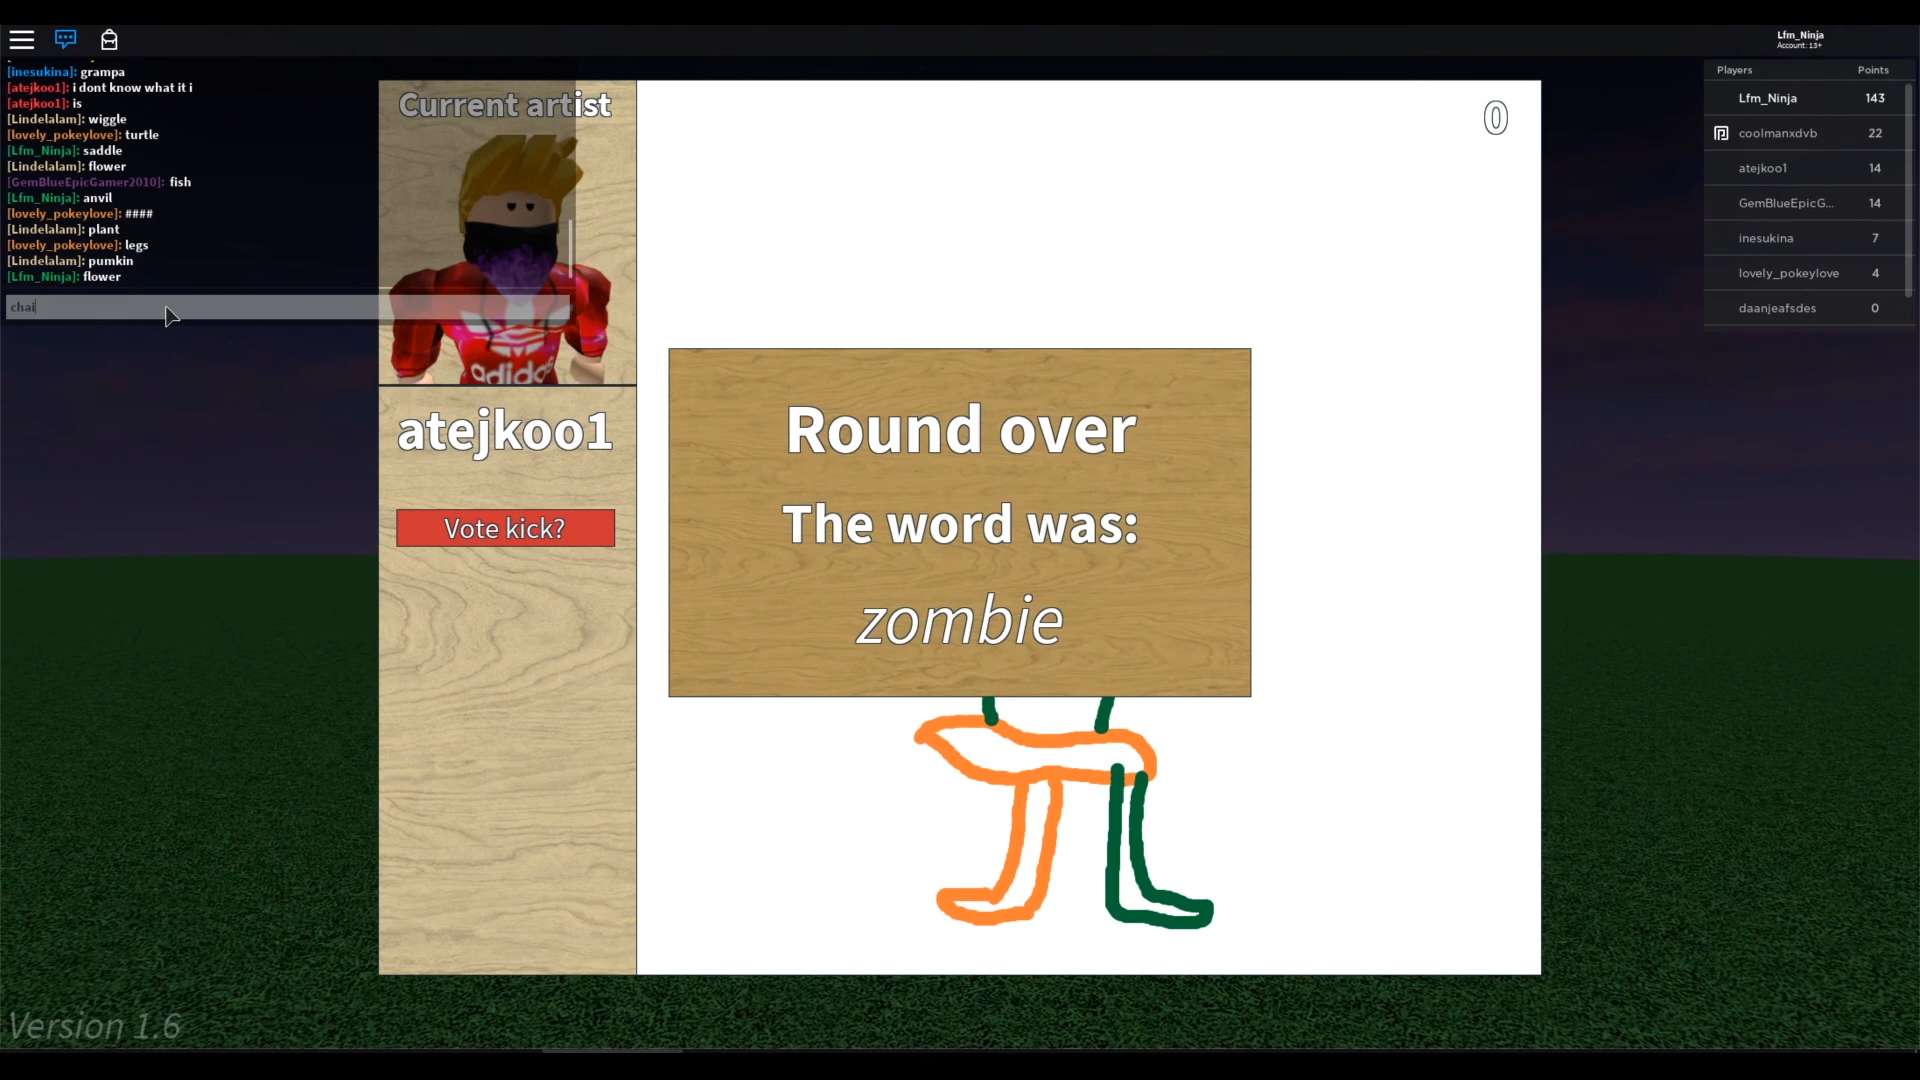 Lfm_Ninja
Account: 13+
[inesukina]: grampa
[atejkoo1]: i dont know what it i
[atejkoo1]: is
[Lindelalam]: wiggle
[lovely_pokeylove]: turtle
[Lfm_Ninja]: saddle
[Lindelalam]: flower
[GemBlueEpicGamer2010]: fish
[Lfm_Ninja]: anvil
[lovely_pokeylove]: ####
[Lindelalam]: plant
[lovely_pokeylove]: legs
[Lindelalam]: pumkin
[Lfm_Ninja]: flower
chai
Current artist
adidas
atejkoo1
Vote kick?
0
Round over
The word was:
zombie
Players Points
Lfm_Ninja 143
coolmanxdvb 22
atejkoo1 14
GemBlueEpicG... 14
inesukina 7
lovely_pokeylove 4
daanjeafsdes 0
Version 1.6